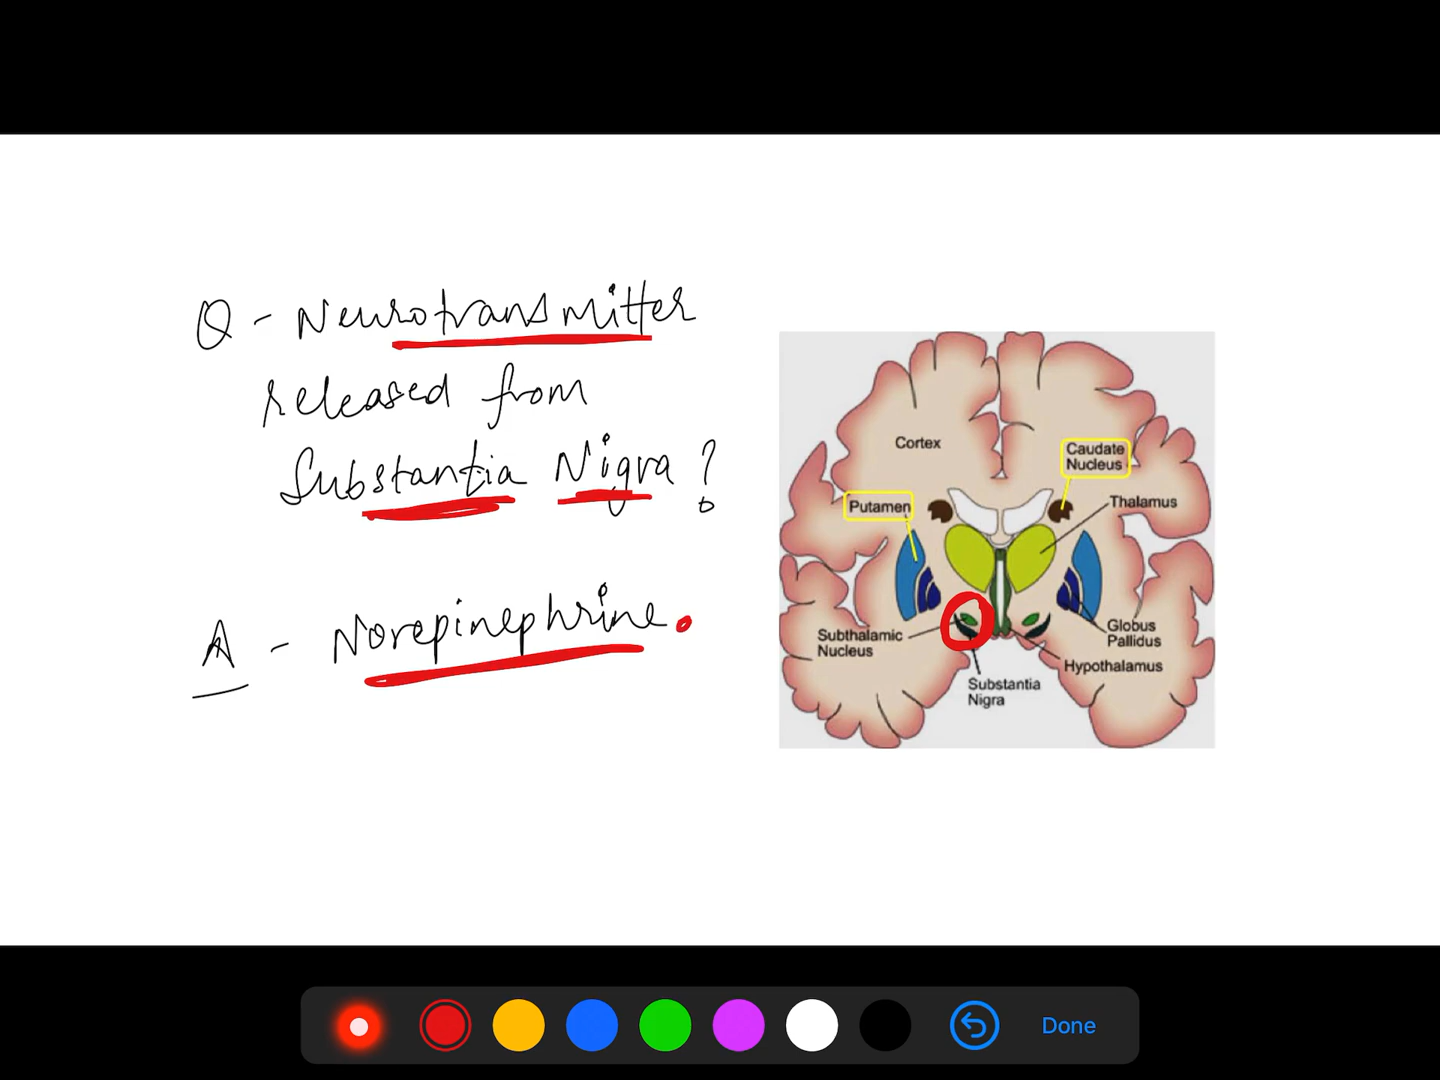 Q - Neurotransmitter
released from
Substantia Nigra?
A - Norepinephrine.
Cortex
Caudate
Nucleus
Putamen
Thalamus
Subthalamic
Nucleus
Globus
Pallidus
Hypothalamus
Substantia
Nigra
Done